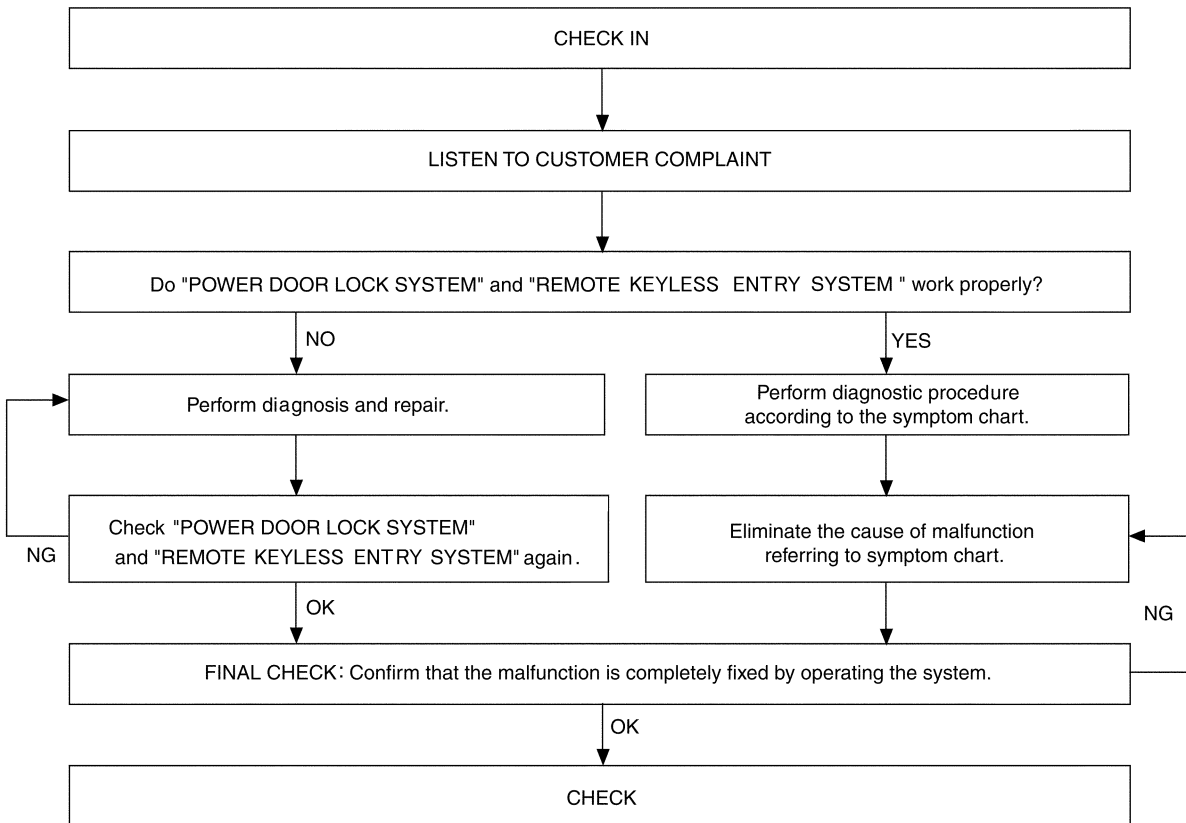 CHECK IN
LISTEN TO CUSTOMER COMPLAINT
Do "POWER DOOR LOCK SYSTEM" and "REMOTE KEYLESS ENTRY SYSTEM " work properly?
NO
YES
Perform diagnosis and repair.
Perform diagnostic procedure
according to the symptom chart.
Check "POWER DOOR LOCK SYSTEM"
and "REMOTE KEYLESS ENTRY SYSTEM" again.
NG
Eliminate the cause of malfunction
referring to symptom chart.
OK
NG
FINAL CHECK: Confirm that the malfunction is completely fixed by operating the system.
OK
CHECK